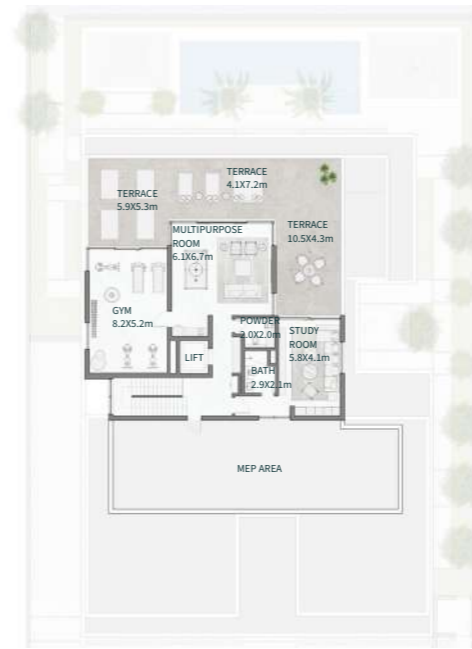 TERRACE
4.1X7.2m
TERRACE
5.9X5.3m
TERRACE
10.5X4.3m
MULTIPURPOSE
ROOM
6.1X6.7m
GYM
8.2X5.2m
POWDER
2.0X2.0m
STUDY
ROOM
5.8X4.1m
LIFT
BATH
2.9X2.1m
MEP AREA